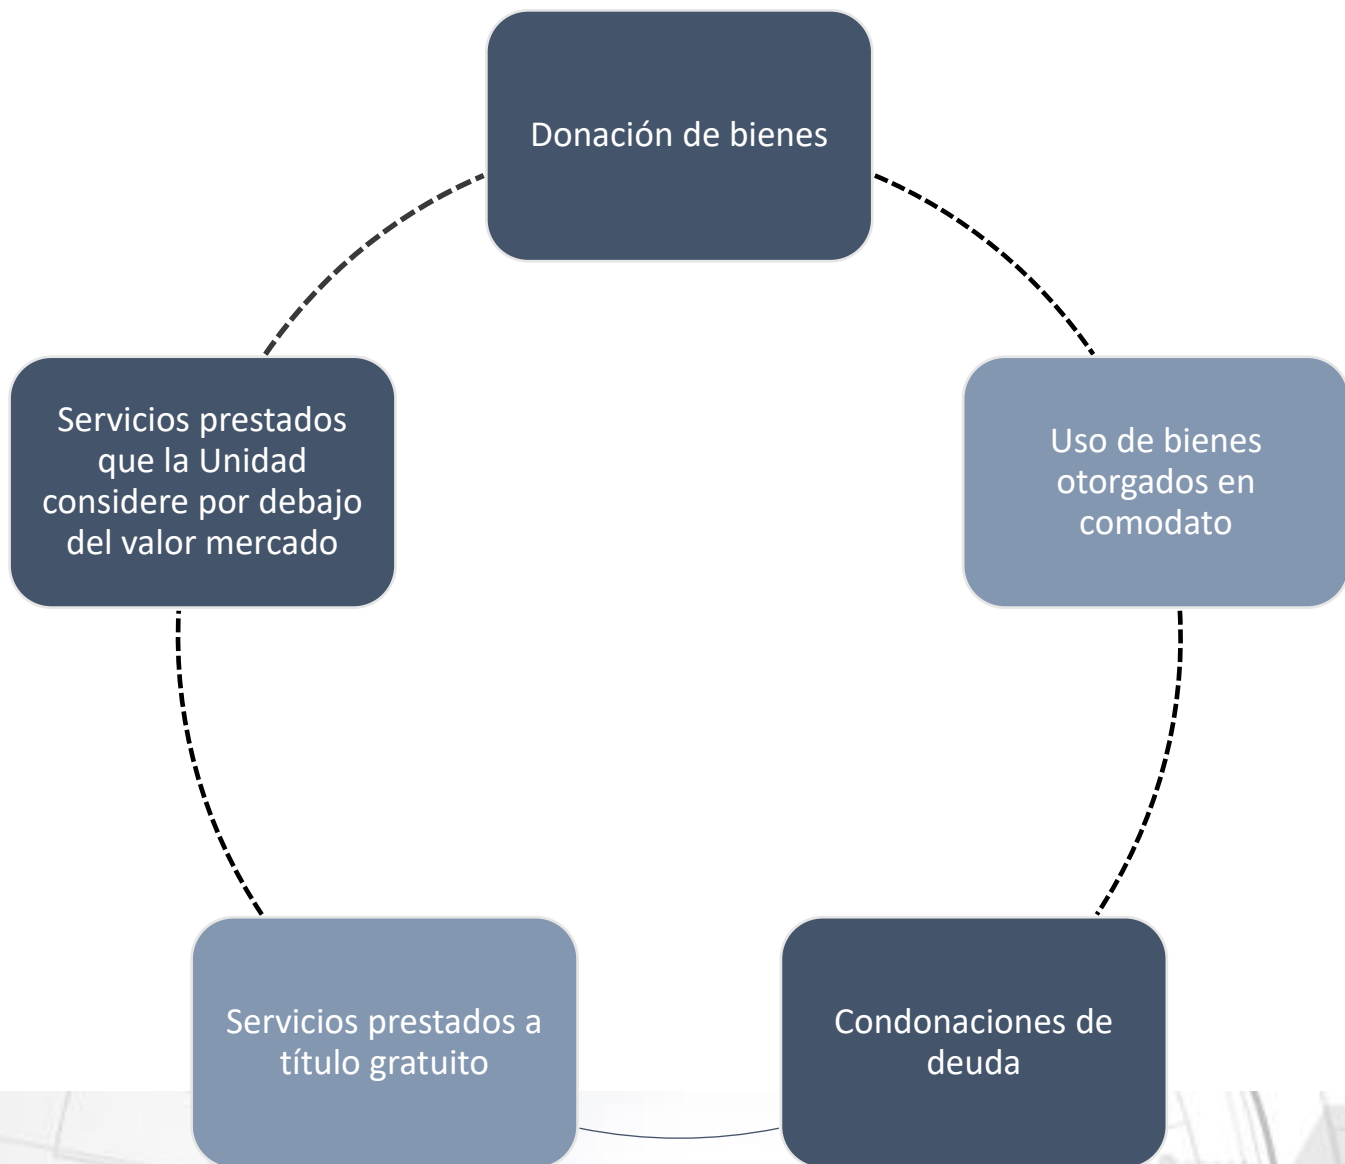 Donación de bienes
Uso de bienes
otorgados en
comodato
Condonaciones de
deuda
Servicios prestados a
título gratuito
Servicios prestados
que la Unidad
considere por debajo
del valor mercado